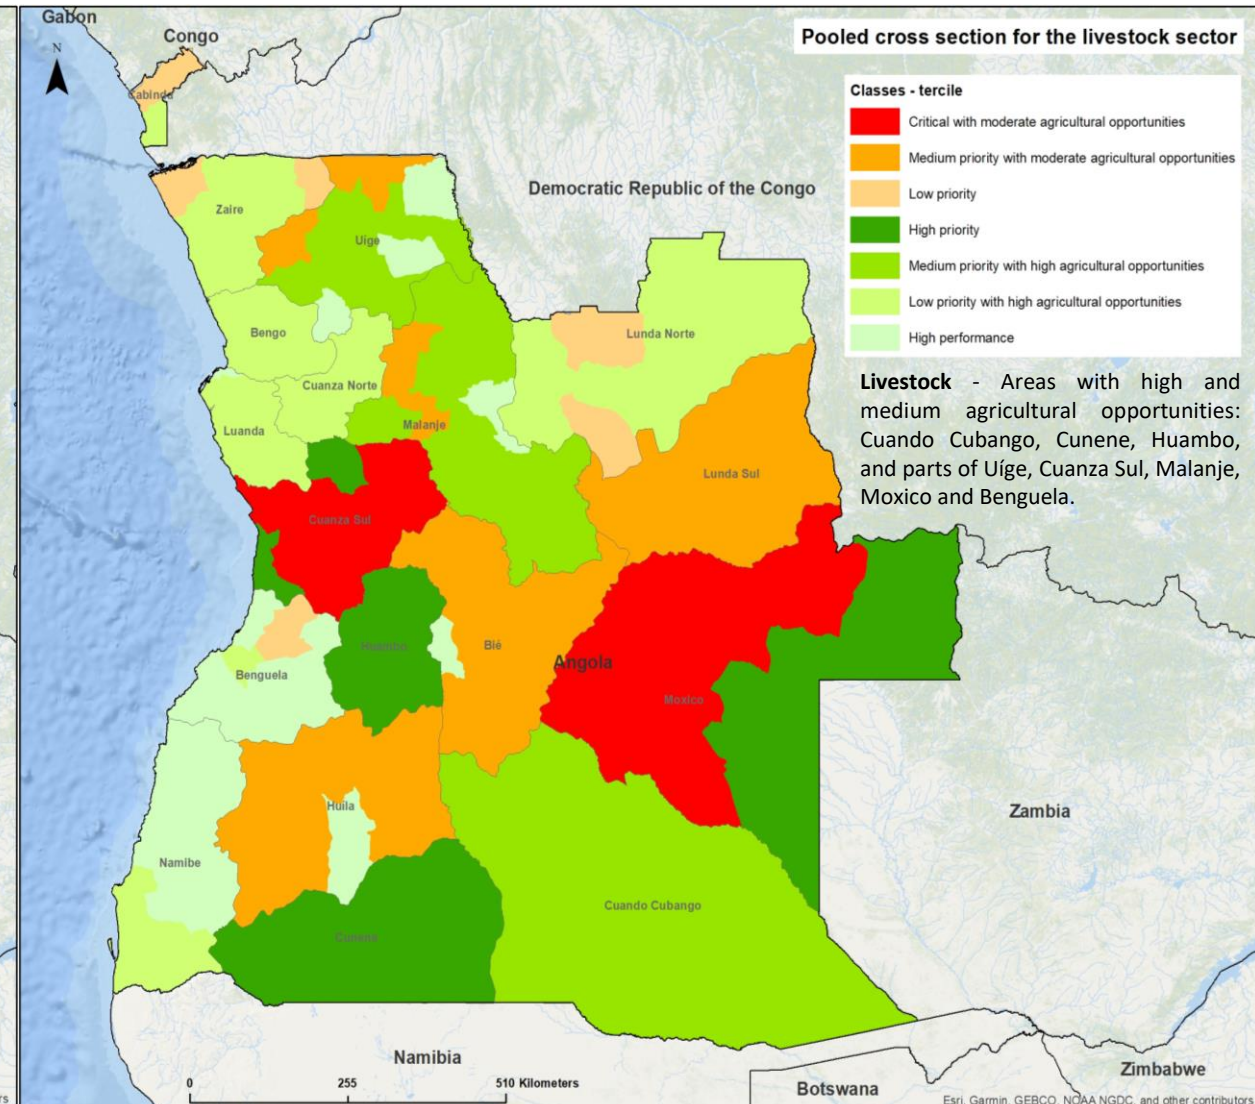 Gabon
Congo
N
Pooled cross section for the livestock sector
Classes - tercile
Critical with moderate agricultural opportunities
Medium priority with moderate agricultural opportunities
Low priority
High priority
Medium priority with high agricultural opportunities
Low priority with high agricultural opportunities
High performance
Cabinda
Democratic Republic of the Congo
Zaire
Uíge
Bengo
Lunda Norte
Cuanza Norte
Livestock - Areas with high and
medium agricultural opportunities:
Cuando Cubango, Cunene, Huambo,
and parts of Uíge, Cuanza Sul, Malanje,
Moxico and Benguela.
Luanda
Malanje
Lunda Sul
Cuanza Sul
Huambo
Bié
Angola
Benguela
Moxico
Huila
Zambia
Namibe
Cuando Cubango
Cunene
Namibia
Zimbabwe
Botswana
0 255 510 Kilometers
rs
Esri, Garmin, GEBCO, NOAA NGDC, and other contributors